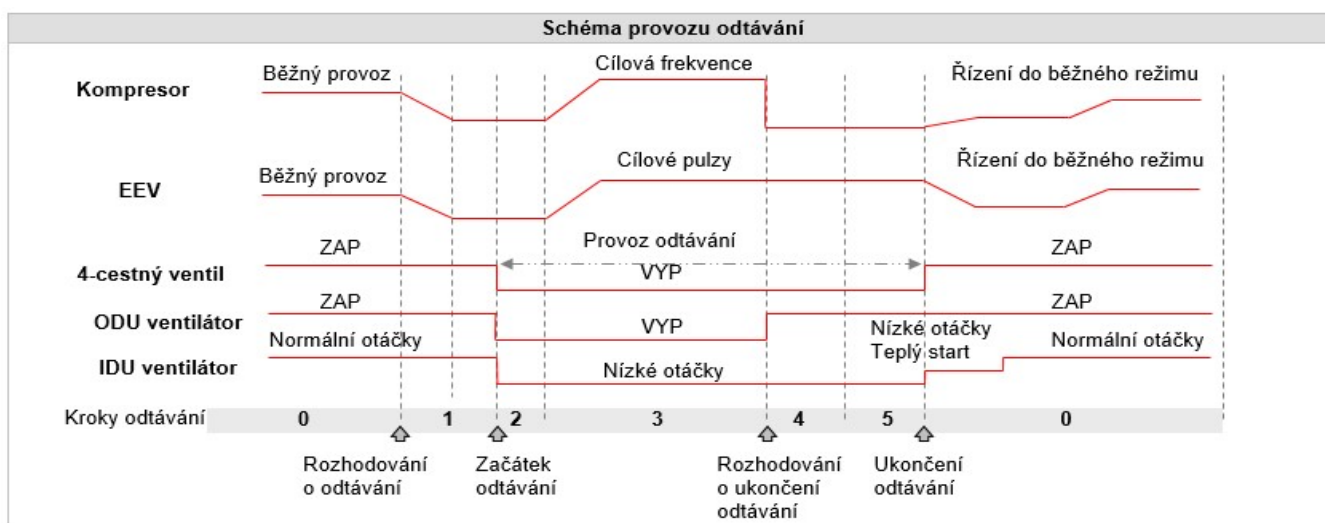 Schéma provozu odtávání
Kompresor
Běžný provoz
Cílová frekvence
Řízení do běžného režimu
EEV
Běžný provoz
Cílové pulzy
Řízení do běžného režimu
4-cestný ventil
ZAP
Provoz odtávání
VYP
ZAP
ODU ventilátor
ZAP
VYP
ZAP
IDU ventilátor
Normální otáčky
Nízké otáčky
Nízké otáčky
Teplý start
Normální otáčky
Kroky odtávání 0 1 2 3 4 5 0
Rozhodování
o odtávání
Začátek
odtávání
Rozhodování
o ukončení
odtávání
Ukončení
odtávání